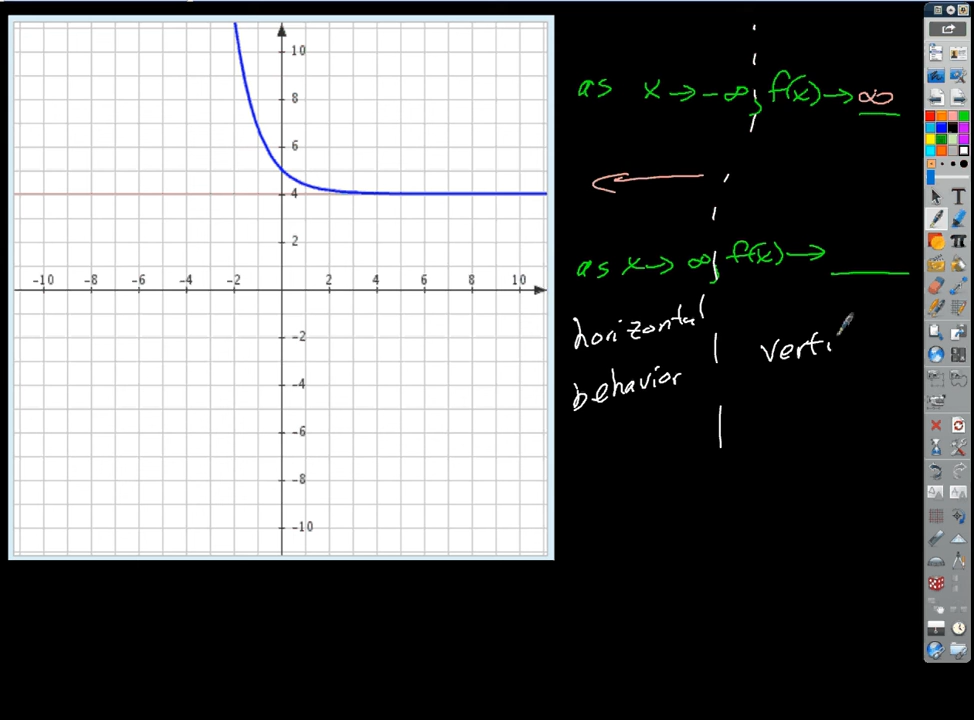 10
8
6
4
2
-10 -8 -6 -4 -2 2 4 6 8 10
-2
-4
-6
-8
-10
as x → -∞, f(x) → ∞
as x → ∞, f(x) → ____
horizontal
behavior
verti
T
π